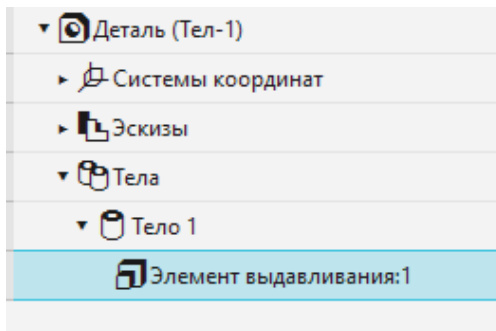 Деталь (Тел-1)
Системы координат
Эскизы
Тела
Тело 1
Элемент выдавливания:1